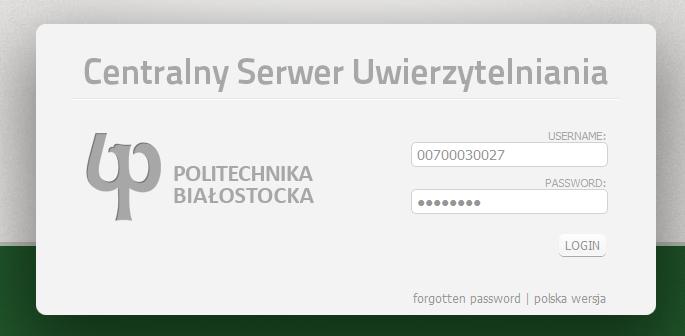 Centralny Serwer Uwierzytelniania
POLITECHNIKA
BIAŁOSTOCKA
USERNAME:
00700030027
PASSWORD:
●●●●●●●●
LOGIN
forgotten password | polska wersja